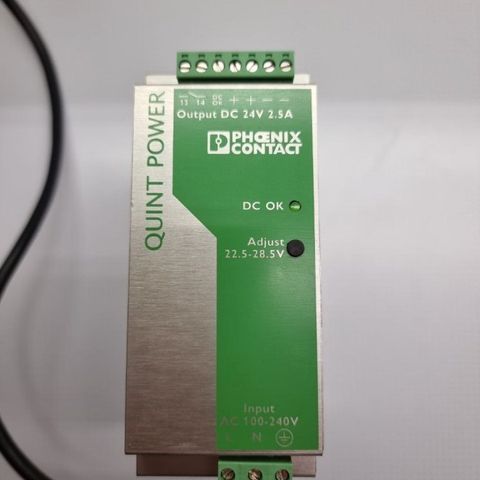 13 14 DC OK + + − −
Output DC 24V 2.5A
PHŒNIX
CONTACT
QUINT POWER
DC OK
Adjust
22.5-28.5V
Input
AC 100-240V
L N